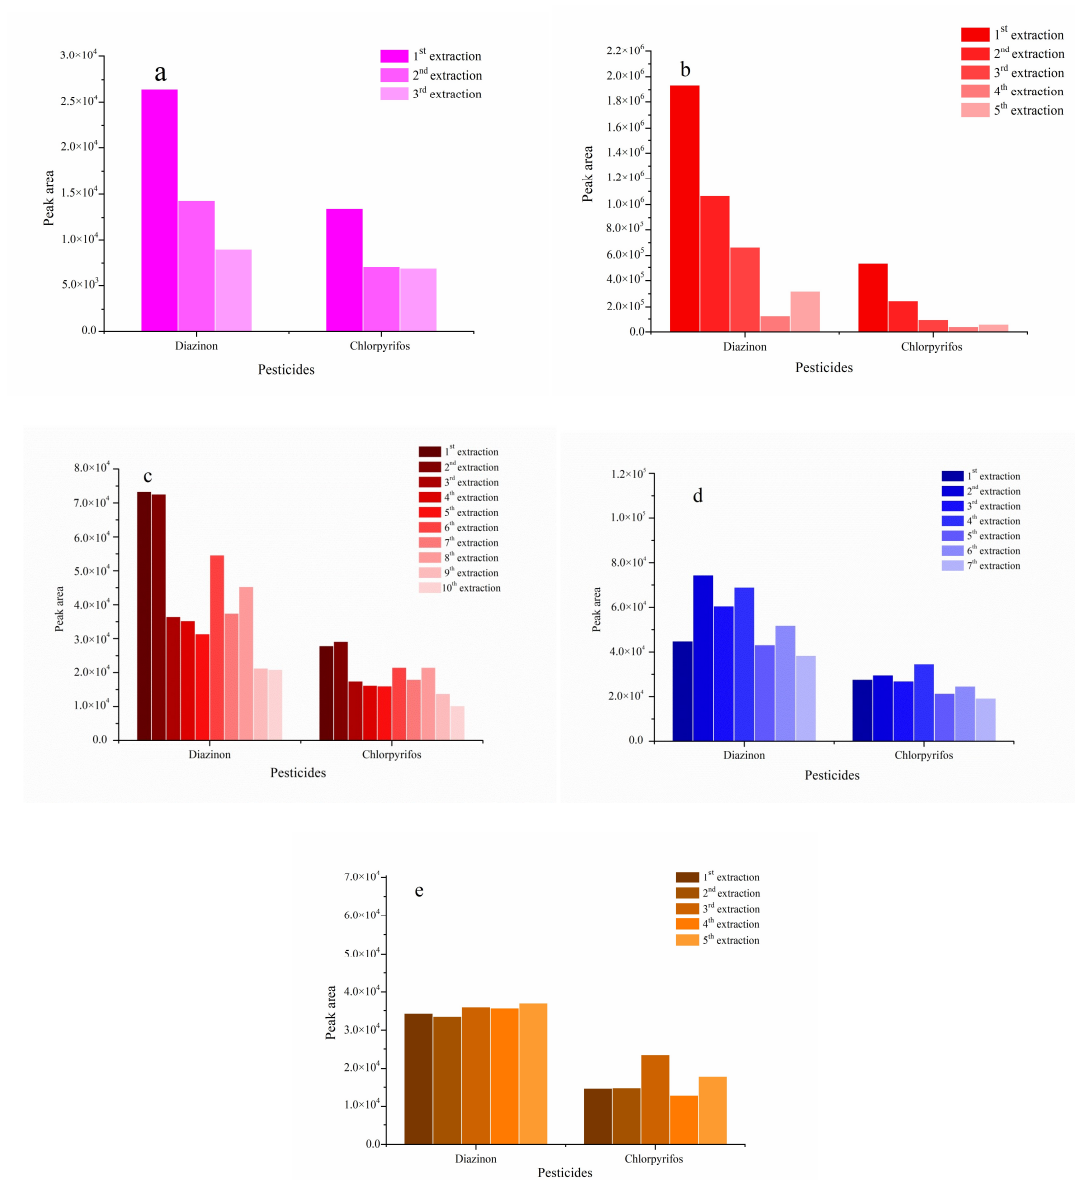 a
1st extraction
2nd extraction
3rd extraction
3.0×10⁴
2.5×10⁴
2.0×10⁴
1.5×10⁴
1.0×10⁴
5.0×10³
0.0
Peak area
Diazinon Chlorpyrifos
Pesticides
b
1st extraction
2nd extraction
3rd extraction
4th extraction
5th extraction
2.2×10⁶
2.0×10⁶
1.8×10⁶
1.6×10⁶
1.4×10⁶
1.2×10⁶
1.6×10⁶
1.0×10⁶
6.0×10³
6.0×10⁵
4.0×10⁵
2.0×10⁵
0.0
Peak area
Diazinon Chlorpyrifos
Pesticides
c
1st extraction
2nd extraction
3rd extraction
4th extraction
5th extraction
6th extraction
7th extraction
8th extraction
9th extraction
10th extraction
8.0×10⁴
7.0×10⁴
6.0×10⁴
5.0×10⁴
4.0×10⁴
3.0×10⁴
2.0×10⁴
1.0×10⁴
0.0
Peak area
Diazinon Chlorpyrifos
Pesticides
d
1st extraction
2nd extraction
3rd extraction
4th extraction
5th extraction
6th extraction
7th extraction
1.2×10⁵
1.0×10⁵
8.0×10⁴
6.0×10⁴
4.0×10⁴
2.0×10⁴
0.0
Peak area
Diazinon Chlorpyrifos
Pesticides
e
1st extraction
2nd extraction
3rd extraction
4th extraction
5th extraction
7.0×10⁴
6.0×10⁴
5.0×10⁴
4.0×10⁴
3.0×10⁴
2.0×10⁴
1.0×10⁴
0.0
Peak area
Diazinon Chlorpyrifos
Pesticides